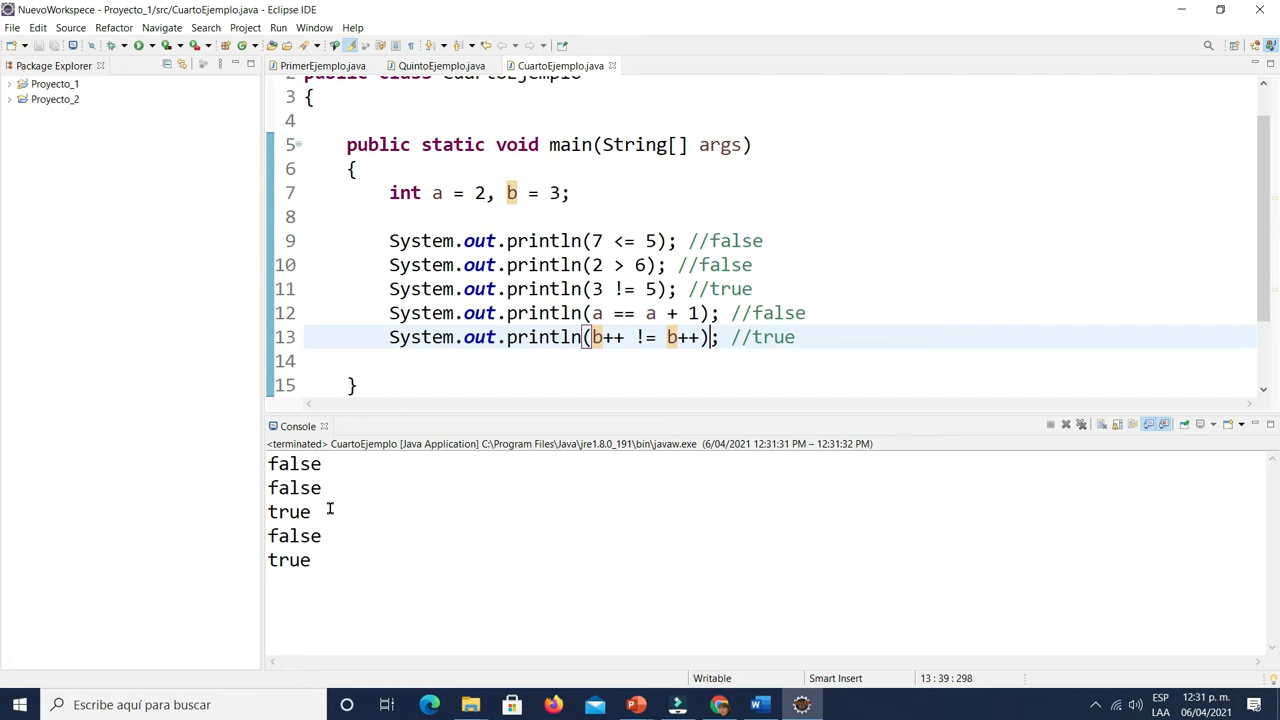 NuevoWorkspece - Proyecto_1/src/CuartoEjemplo.java - Eclipse IDE
File Edit Source Refactor Navigate Search Project Run Window Help
Package Explorer
PrimerEjemplo.java QuintoEjemplo.java CuartoEjemplo.java
Proyecto_1
Proyecto_2
2 public class CuartoEjemplo
3 {
4
5 public static void main(String[] args)
6 {
7 int a = 2, b = 3;
8
9 System.out.println(7 <= 5); //false
10 System.out.println(2 > 6); //false
11 System.out.println(3 != 5); //true
12 System.out.println(a == a + 1); //false
13 System.out.println(b++ != b++); //true
14
15 }
Console
<terminated> CuartoEjemplo [Java Application] C:\Program Files\Java\jre1.8.0_191\bin\javaw.exe (6/04/2021 12:31:31 PM – 12:31:32 PM)
false
false
true
false
true
Writable Smart Insert 13 : 39 : 298
Escribe aquí para buscar
ESP 12:31 p. m.
LAA 06/04/2021